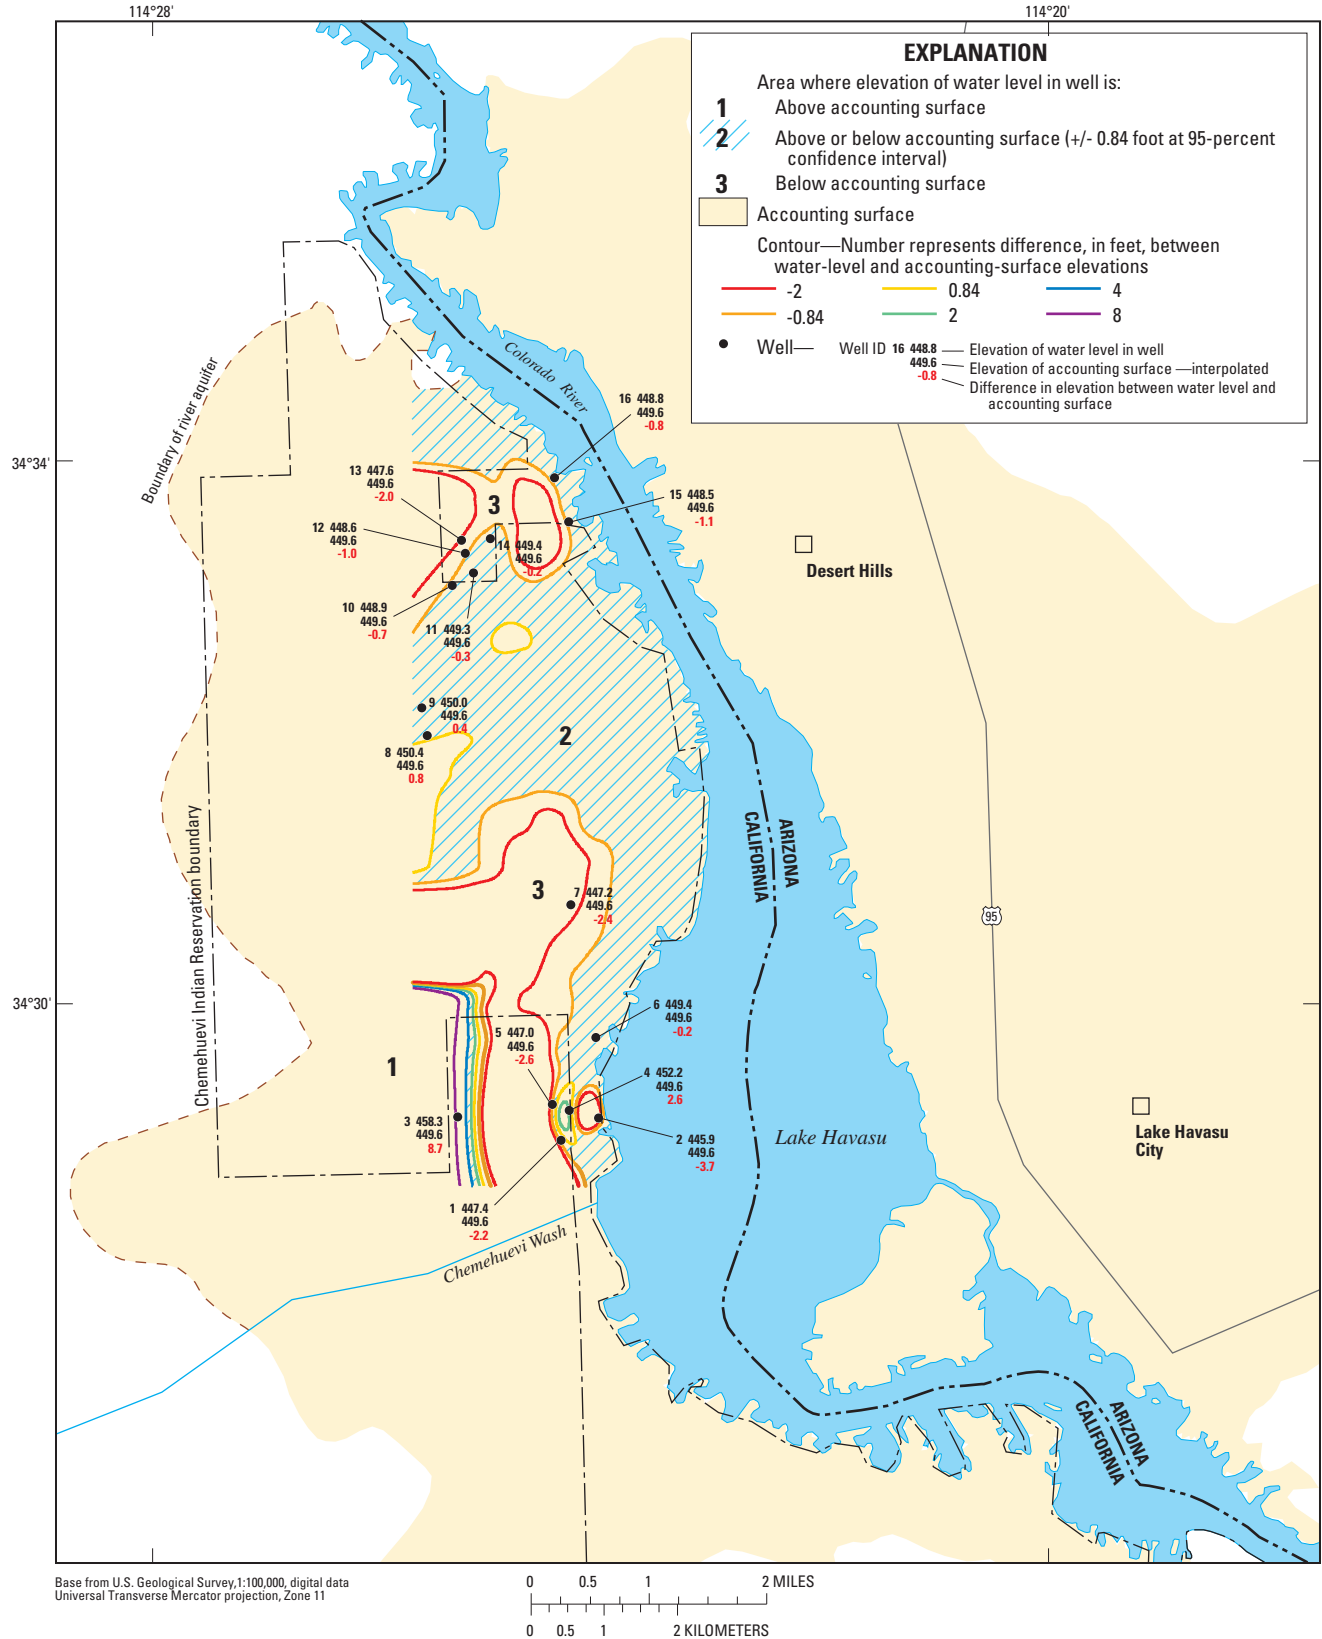 114°28'
114°20'
EXPLANATION
Area where elevation of water level in well is:
1 Above accounting surface
2 Above or below accounting surface (+/- 0.84 foot at 95-percent
confidence interval)
3 Below accounting surface
Accounting surface
Contour—Number represents difference, in feet, between
water-level and accounting-surface elevations
-2 0.84 4
-0.84 2 8
Well— Well ID 16 448.8 Elevation of water level in well
449.6 Elevation of accounting surface —interpolated
-0.8 Difference in elevation between water level and
accounting surface
Colorado River
Boundary of river aquifer
16 448.8
449.6
-0.8
34°34'
13 447.6
449.6
-2.0
3
15 448.5
449.6
-1.1
12 448.6
449.6
-1.0
14 449.4
449.6
-0.2
Desert Hills
10 448.9
449.6
-0.7
11 449.3
449.6
-0.3
9 450.0
449.6
0.4
2
8 450.4
449.6
0.8
ARIZONA
CALIFORNIA
Chemehuevi Indian Reservation boundary
3
7 447.2
449.6
-2.4
95
34°30'
6 449.4
449.6
-0.2
5 447.0
449.6
-2.6
1
4 452.2
449.6
2.6
3 458.3
449.6
8.7
2 445.9
449.6
-3.7
Lake Havasu
Lake Havasu
City
1 447.4
449.6
-2.2
Chemehuevi Wash
ARIZONA
CALIFORNIA
Base from U.S. Geological Survey,1:100,000, digital data
Universal Transverse Mercator projection, Zone 11
0 0.5 1 2 MILES
0 0.5 1 2 KILOMETERS